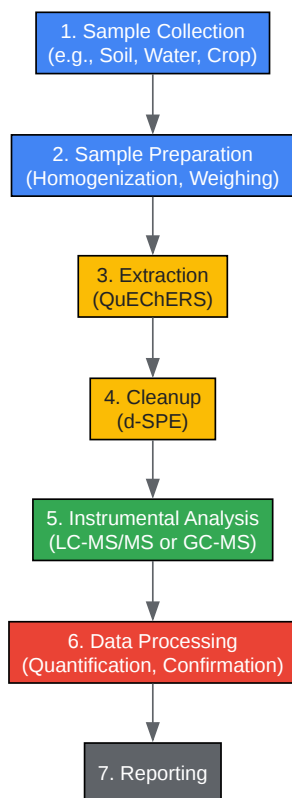 1. Sample Collection
(e.g., Soil, Water, Crop)
2. Sample Preparation
(Homogenization, Weighing)
3. Extraction
(QuEChERS)
4. Cleanup
(d-SPE)
5. Instrumental Analysis
(LC-MS/MS or GC-MS)
6. Data Processing
(Quantification, Confirmation)
7. Reporting